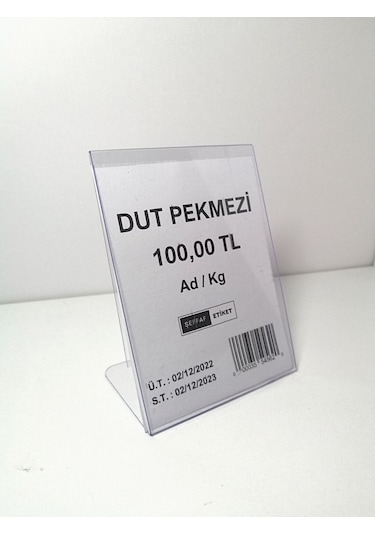 DUT PEKMEZİ
100,00 TL
Ad / Kg
ŞEFFAF ETİKET
Ü.T. : 02/12/2022
S.T. : 02/12/2023